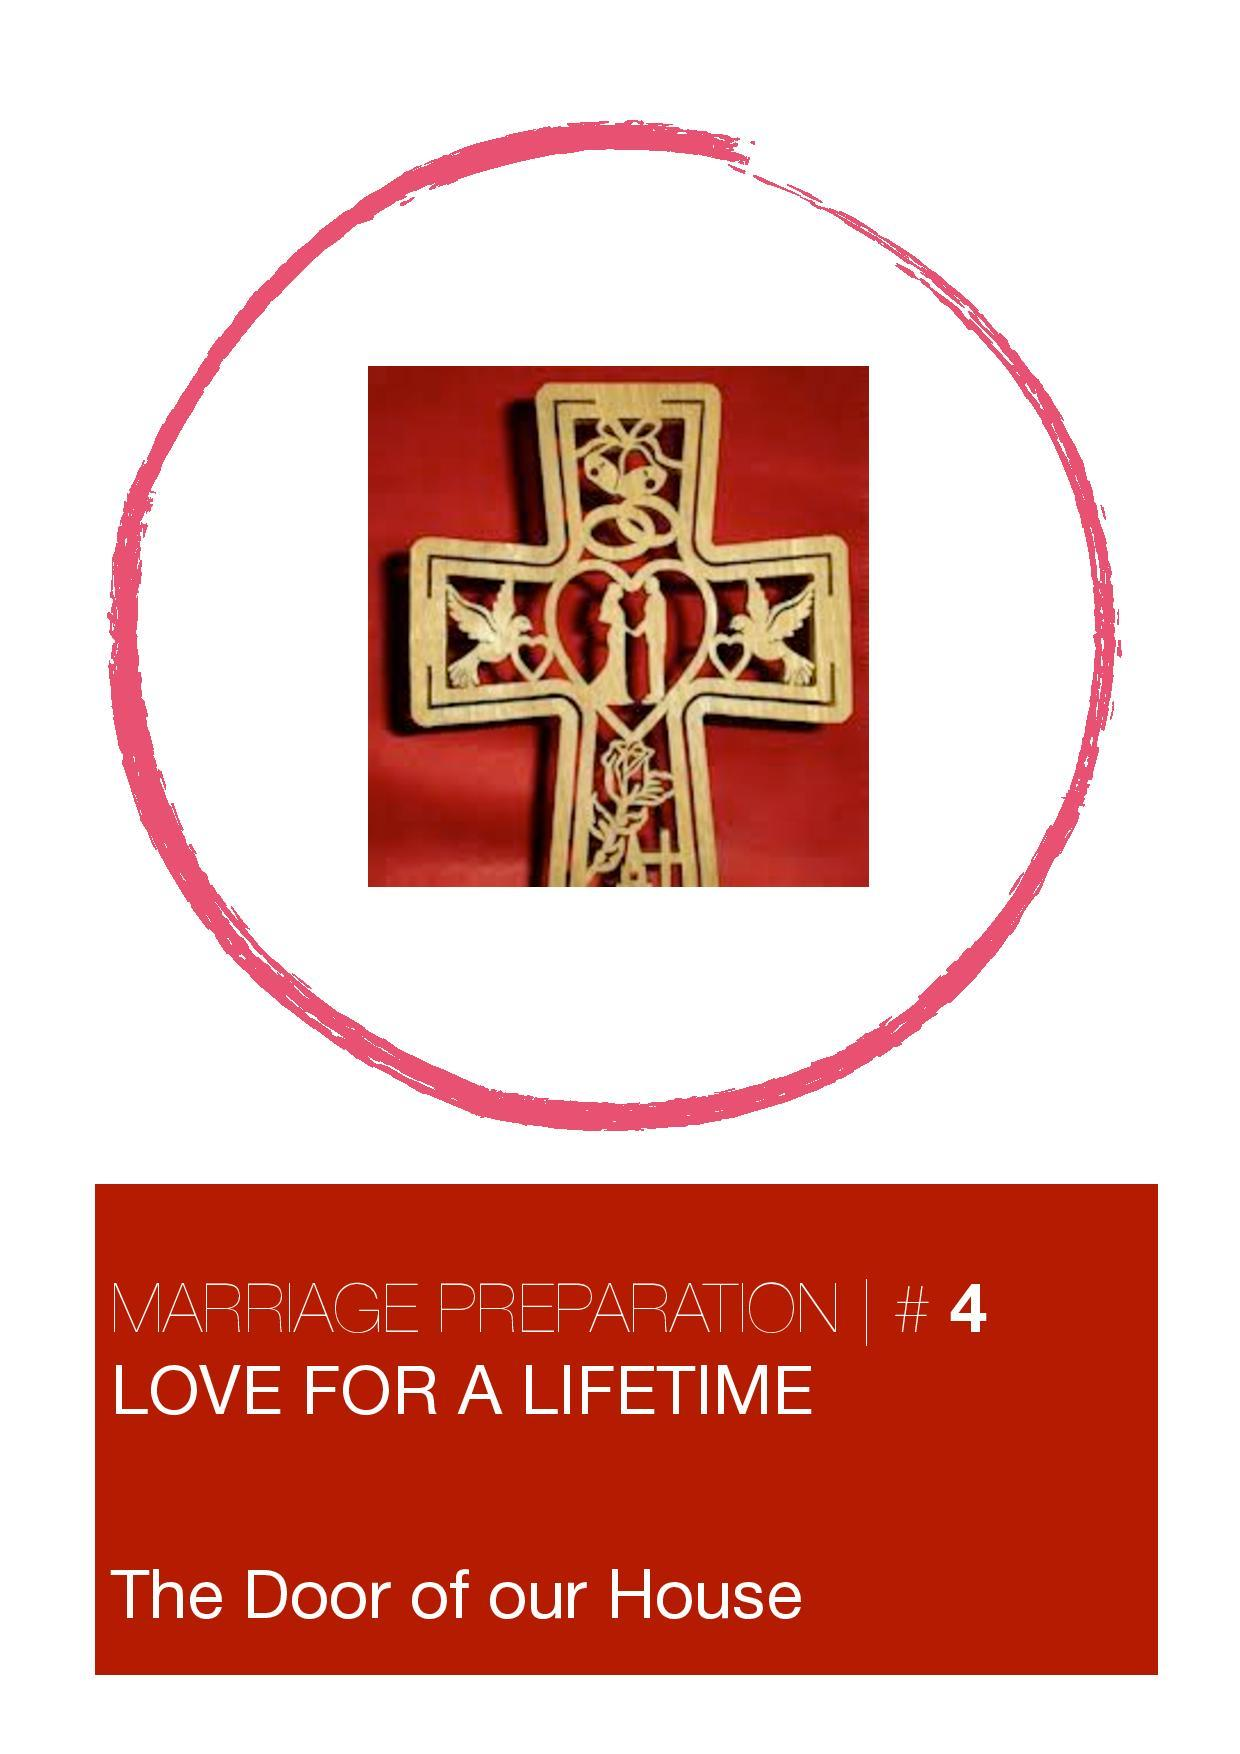 MARRIAGE PREPARATION | # 4
LOVE FOR A LIFETIME
The Door of our House